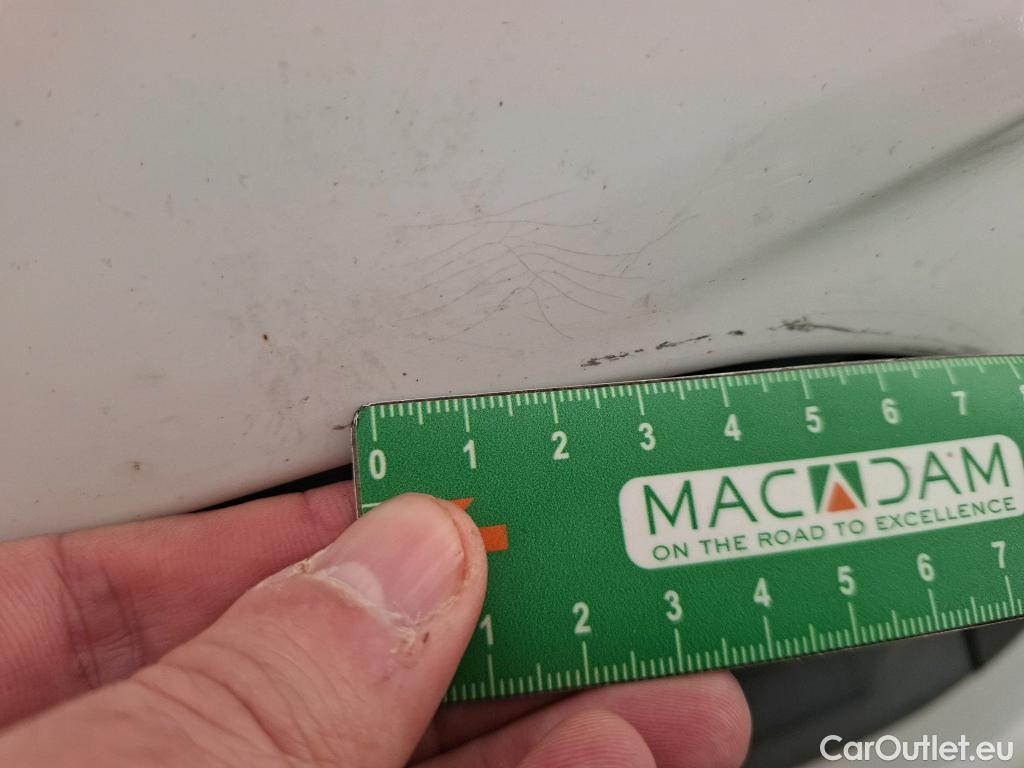 0 1 2 3 4 5 6 7
MACADAM
ON THE ROAD TO EXCELLENCE
1 2 3 4 5 6 7
CarOutlet.eu